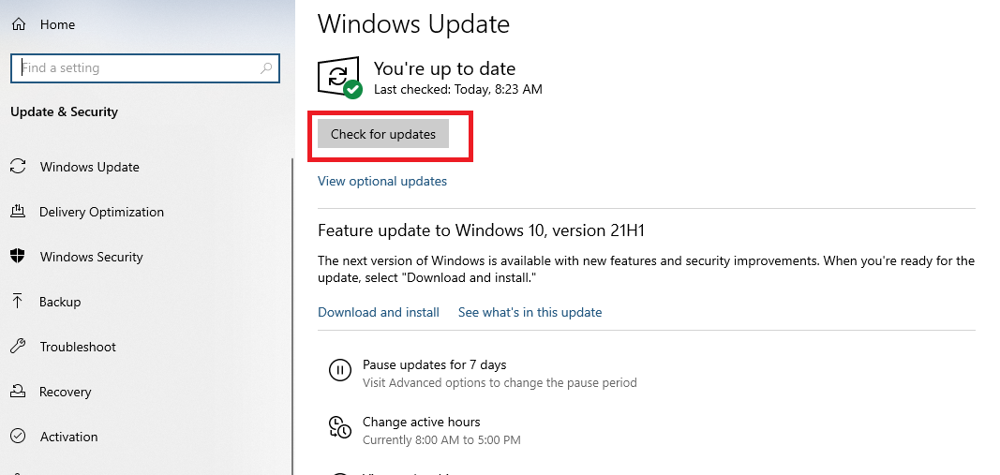 Home
Find a setting
Update & Security
Windows Update
Delivery Optimization
Windows Security
Backup
Troubleshoot
Recovery
Activation
Windows Update
You're up to date
Last checked: Today, 8:23 AM
Check for updates
View optional updates
Feature update to Windows 10, version 21H1
The next version of Windows is available with new features and security improvements. When you're ready for the
update, select "Download and install."
Download and install See what's in this update
Pause updates for 7 days
Visit Advanced options to change the pause period
Change active hours
Currently 8:00 AM to 5:00 PM